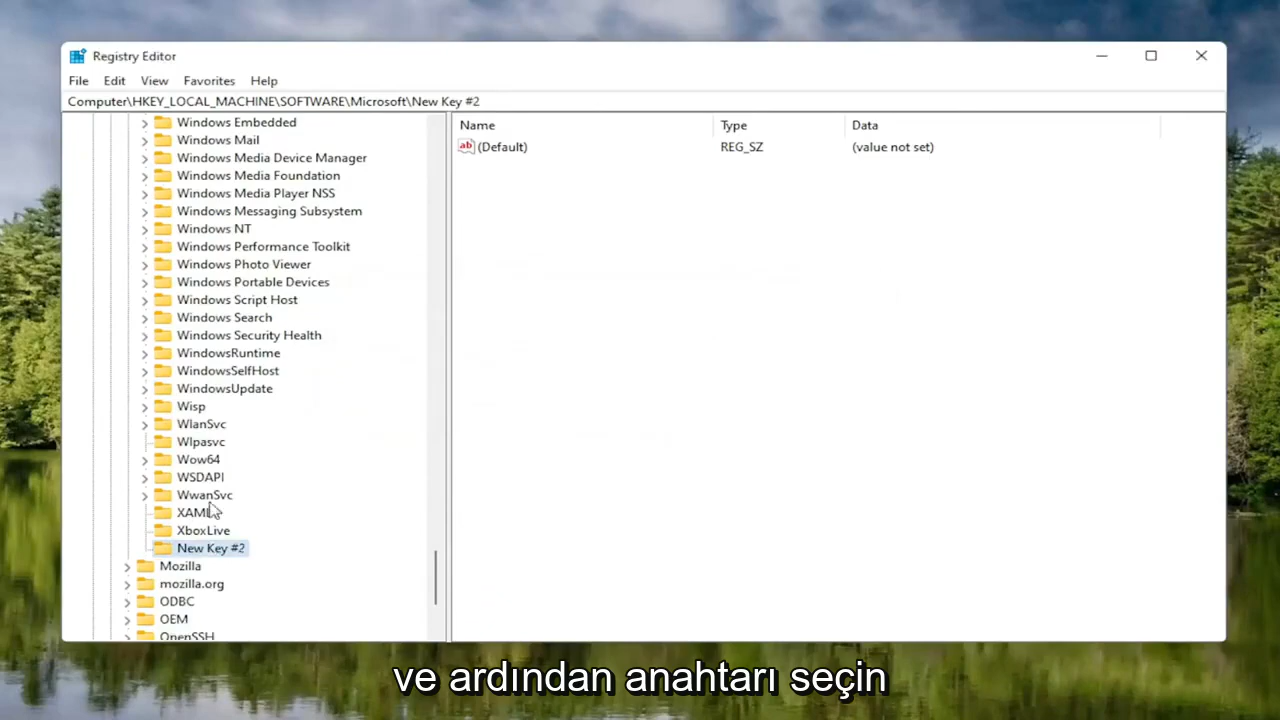 Registry Editor
File Edit View Favorites Help
Computer\HKEY_LOCAL_MACHINE\SOFTWARE\Microsoft\New Key #2
Name Type Data
ab (Default) REG_SZ (value not set)
Windows Embedded
Windows Mail
Windows Media Device Manager
Windows Media Foundation
Windows Media Player NSS
Windows Messaging Subsystem
Windows NT
Windows Performance Toolkit
Windows Photo Viewer
Windows Portable Devices
Windows Script Host
Windows Search
Windows Security Health
WindowsRuntime
WindowsSelfHost
WindowsUpdate
Wisp
WlanSvc
Wlpasvc
Wow64
WSDAPI
WwanSvc
XAML
XboxLive
New Key #2
Mozilla
mozilla.org
ODBC
OEM
OpenSSH
ve ardından anahtarı seçin